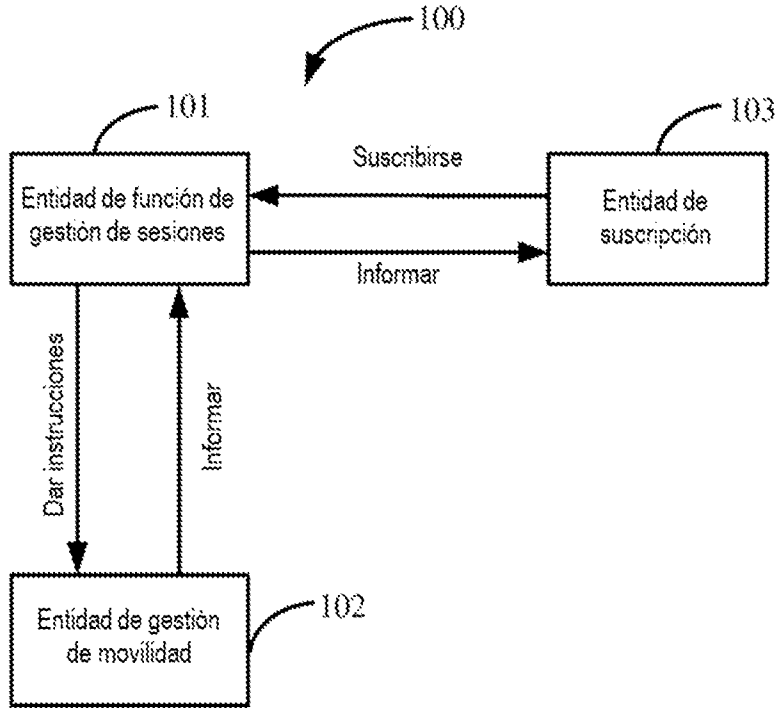 100
101
103
Entidad de función de
gestión de sesiones
Suscribirse
Informar
Entidad de
suscripción
Dar instrucciones
Informar
Entidad de gestión
de movilidad
102